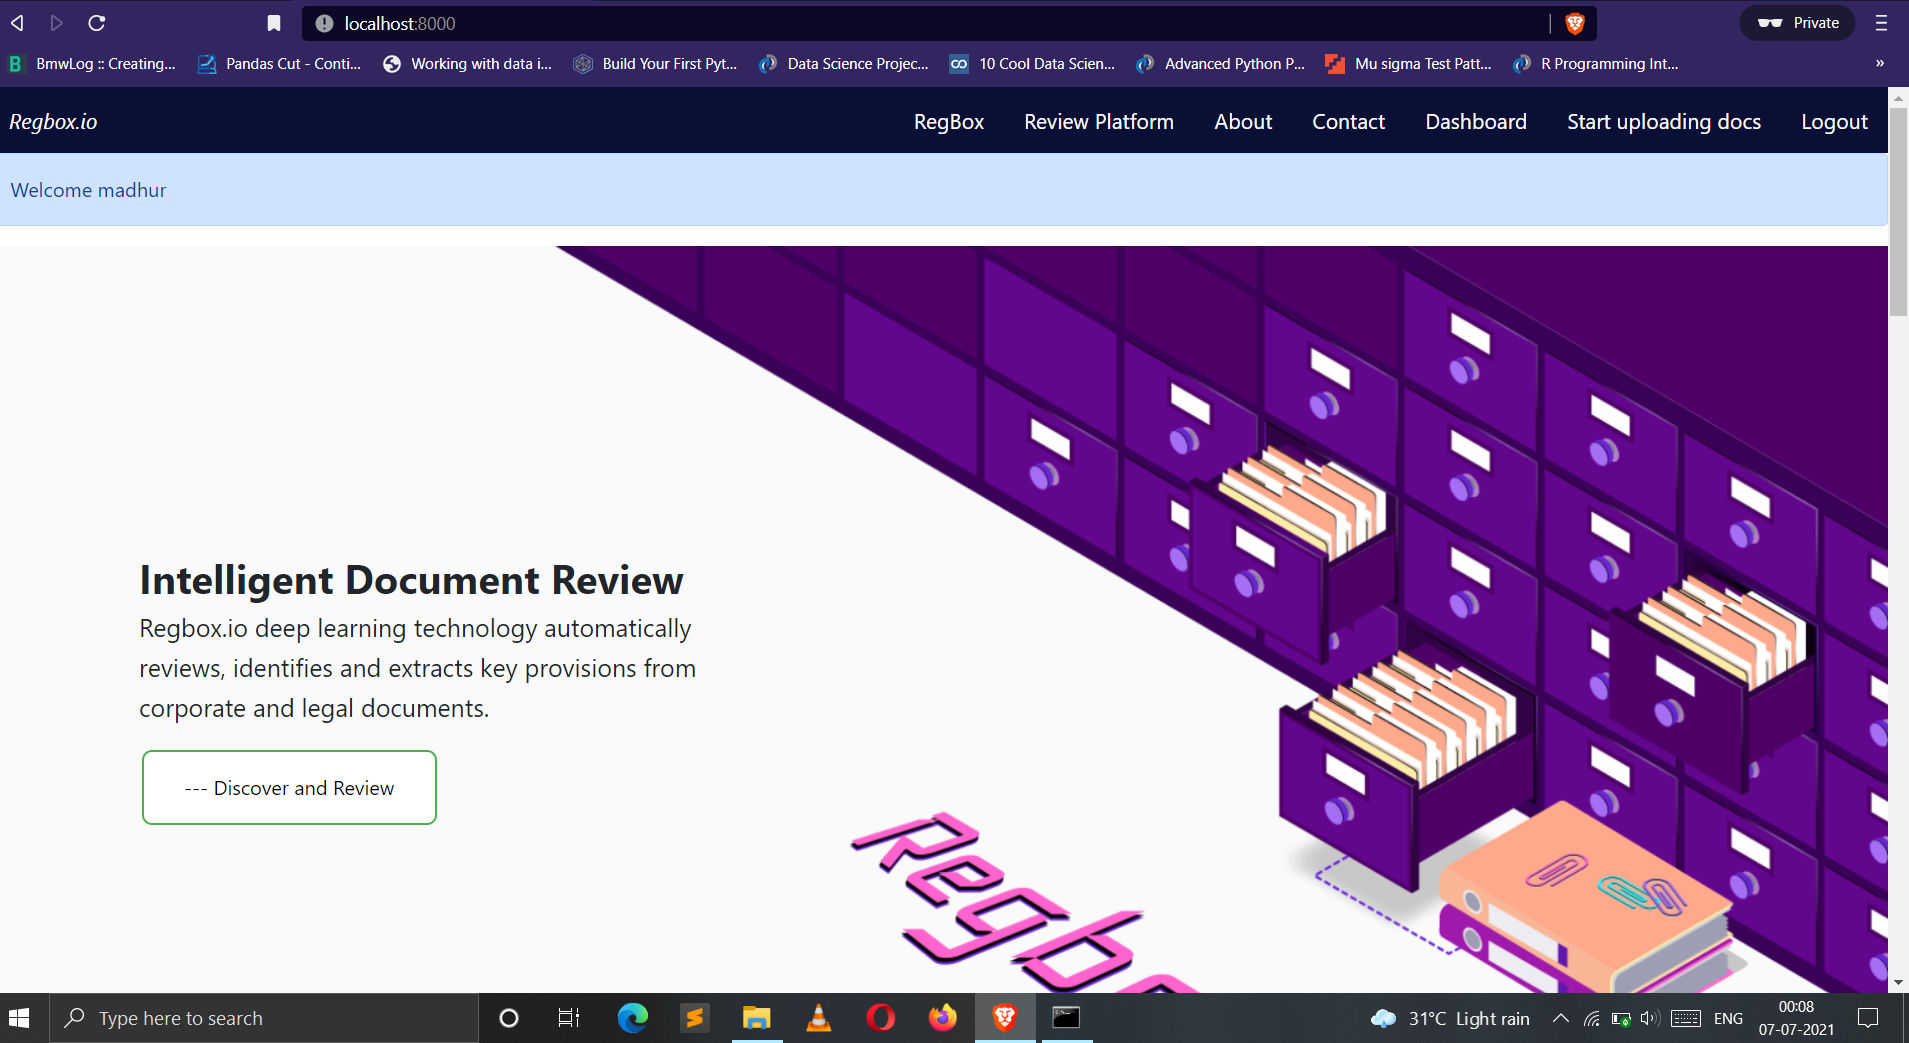 localhost:8000
Private
BmwLog :: Creating...
Pandas Cut - Conti...
Working with data i...
Build Your First Pyt...
Data Science Projec...
10 Cool Data Scien...
Advanced Python P...
Mu sigma Test Patt...
R Programming Int...
»
Regbox.io
RegBox
Review Platform
About
Contact
Dashboard
Start uploading docs
Logout
Welcome madhur
Intelligent Document Review
Regbox.io deep learning technology automatically
reviews, identifies and extracts key provisions from
corporate and legal documents.
--- Discover and Review
Type here to search
31°C Light rain
ENG
00:08
07-07-2021